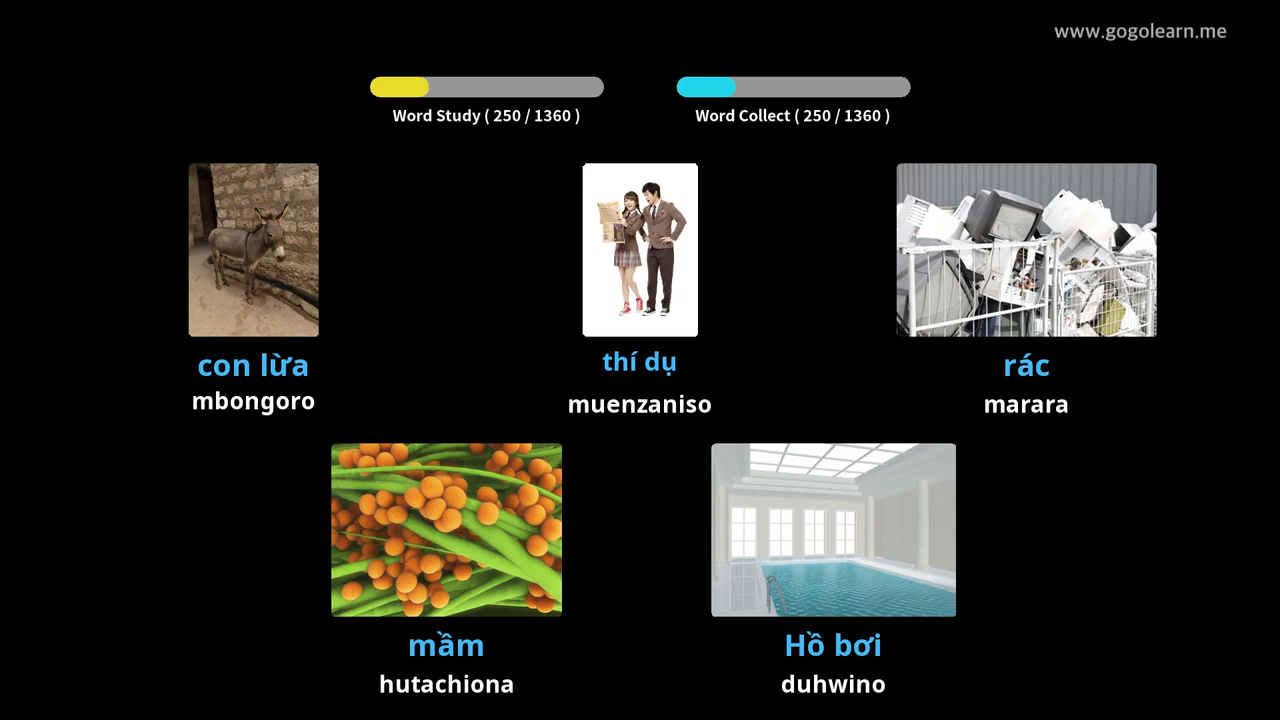 www.gogolearn.me
Word Study ( 250 / 1360 )
Word Collect ( 250 / 1360 )
con lừa
mbongoro
thí dụ
muenzaniso
rác
marara
mầm
hutachiona
Hồ bơi
duhwino